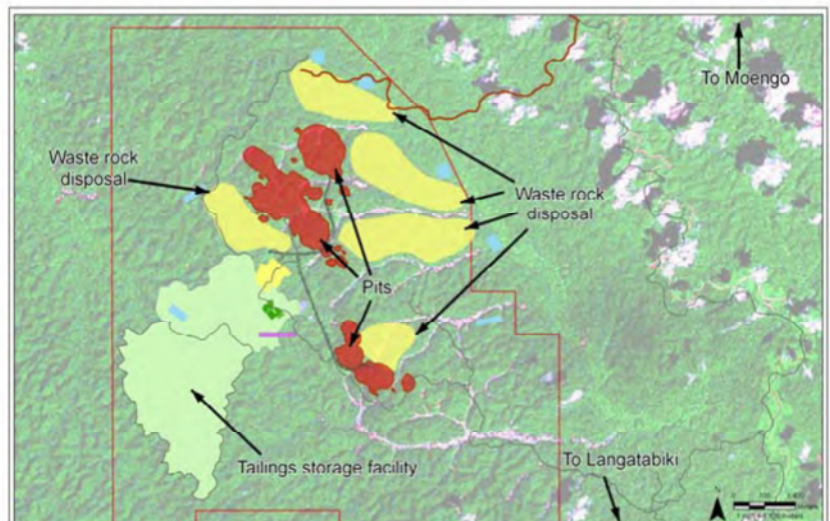 To Moengo
Waste rock
disposal
Waste rock
disposal
Pits
Tailings storage facility
To Langatabiki